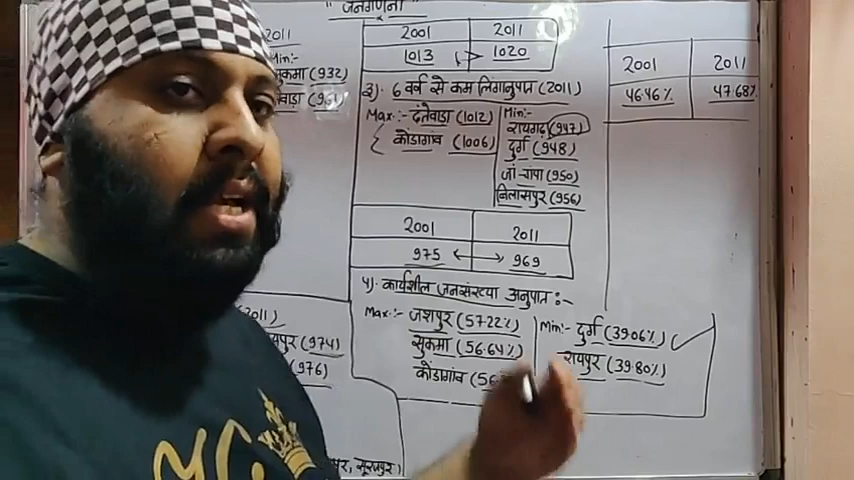 "जनगणना"
2011
Min:-
सुकमा (932)
2001 2011
1013 1020
3) 6 वर्ष से कम लिंगानुपात (2011)
Max:- दंतेवाडा (1012)
कोंडागांव (1006)
Min:-
रायगढ़ (947)
दुर्ग (948)
जां-चांपा (950)
बिलासपुर (956)
2001 2011
975 969
4) कार्यशील जनसंख्या अनुपात:-
Max:- जशपुर (57.22%)
सुकमा (56.64%)
कोंडागांव (56.
Min:- दुर्ग (39.06%)
रायपुर (39.80%)
2001 2011
46.46% 47.68%
2011)
(974)
(976)
सूरजपुर)